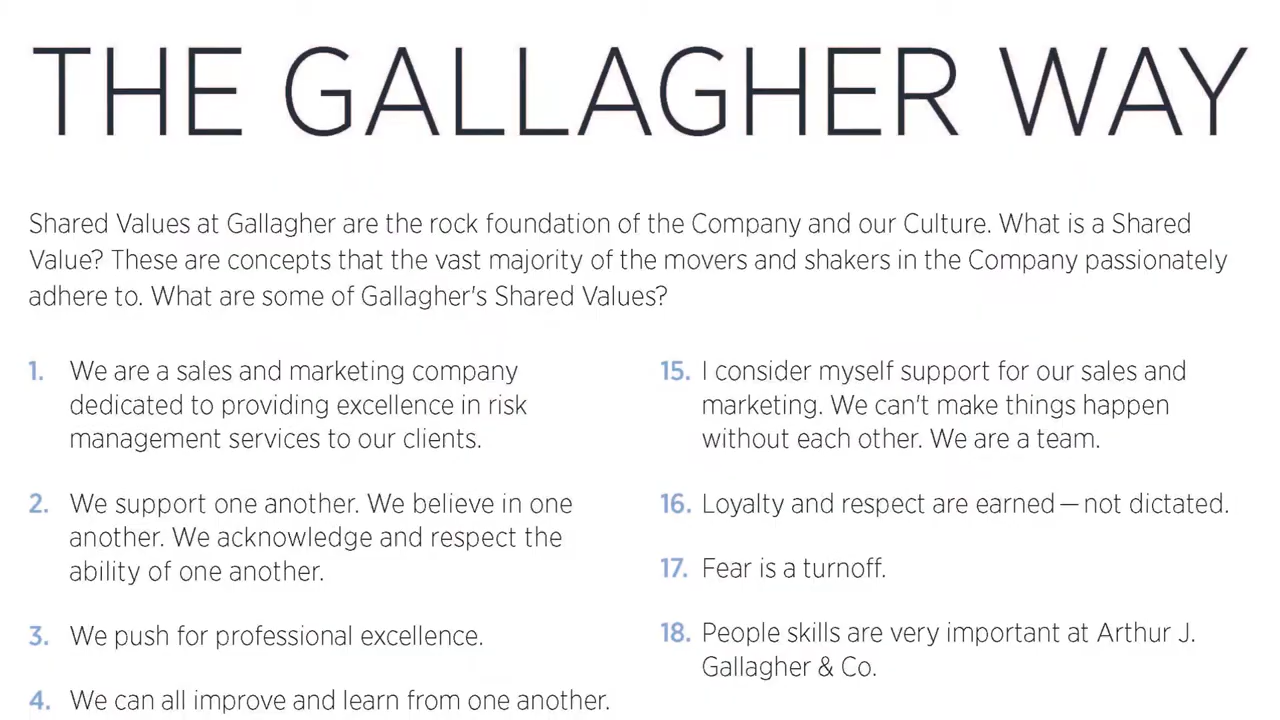 THE GALLAGHER WAY
Shared Values at Gallagher are the rock foundation of the Company and our Culture. What is a Shared
Value? These are concepts that the vast majority of the movers and shakers in the Company passionately
adhere to. What are some of Gallagher's Shared Values?
1. We are a sales and marketing company
dedicated to providing excellence in risk
management services to our clients.
2. We support one another. We believe in one
another. We acknowledge and respect the
ability of one another.
3. We push for professional excellence.
4. We can all improve and learn from one another.
15. I consider myself support for our sales and
marketing. We can't make things happen
without each other. We are a team.
16. Loyalty and respect are earned — not dictated.
17. Fear is a turnoff.
18. People skills are very important at Arthur J.
Gallagher & Co.